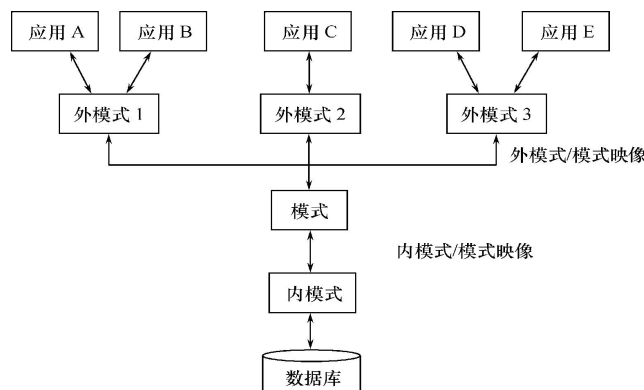 应用 A
应用 B
应用 C
应用 D
应用 E
外模式 1
外模式 2
外模式 3
外模式/模式映像
模式
内模式/模式映像
内模式
数据库